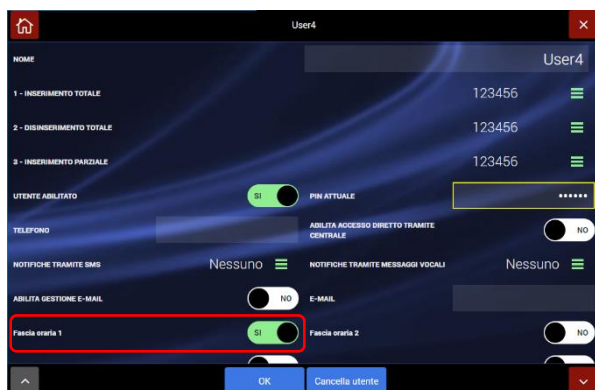 User4
NOME User4
1 - INSERIMENTO TOTALE 123456
2 - DISINSERIMENTO TOTALE 123456
3 - INSERIMENTO PARZIALE 123456
UTENTE ABILITATO SI PIN ATTUALE ••••••
TELEFONO ABILITA ACCESSO DIRETTO TRAMITE
CENTRALE NO
NOTIFICHE TRAMITE SMS Nessuno NOTIFICHE TRAMITE MESSAGGI VOCALI Nessuno
ABILITA GESTIONE E-MAIL NO E-MAIL
Fascia oraria 1 SI Fascia oraria 2 NO
OK Cancella utente